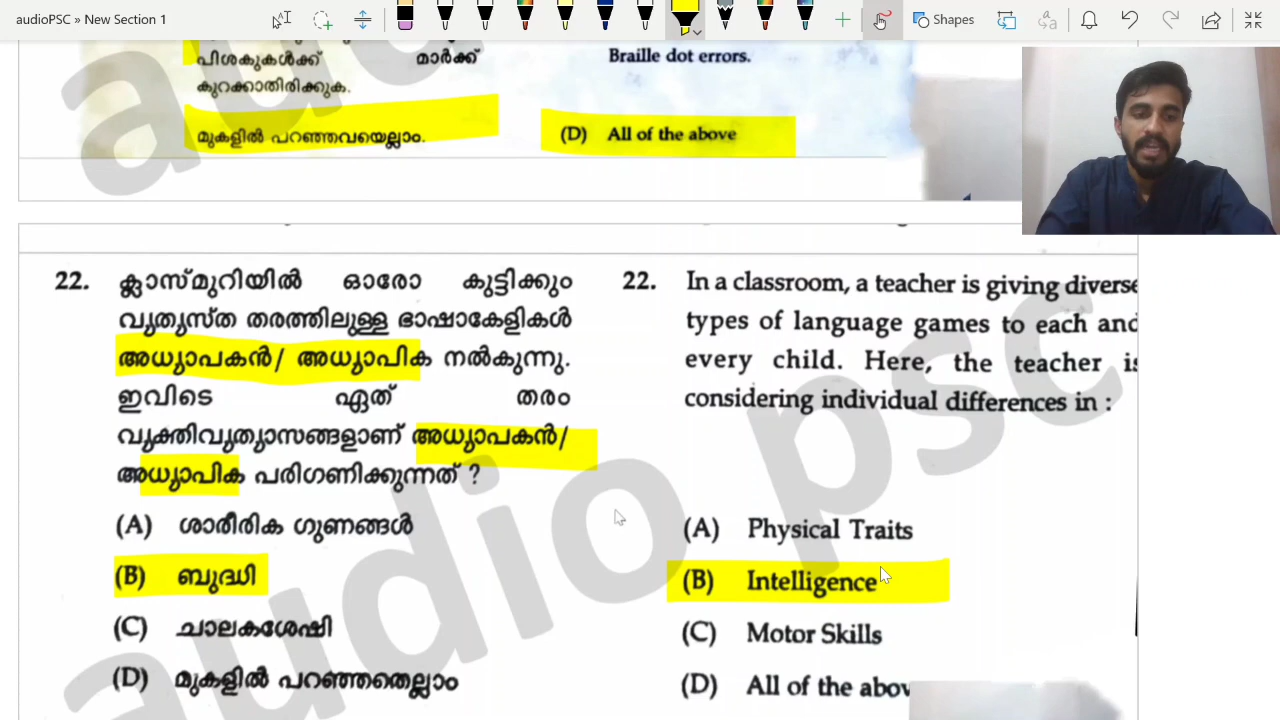 audioPSC » New Section 1
Shapes
പിശകുകൾക്ക് മാർക്ക്
കുറക്കാതിരിക്കുക.
Braille dot errors.
മുകളിൽ പറഞ്ഞവയെല്ലാം.
(D) All of the above
22. ക്ലാസ്മുറിയിൽ ഓരോ കുട്ടിക്കും
വ്യത്യസ്ത തരത്തിലുള്ള ഭാഷാകേളികൾ
അധ്യാപകൻ/ അധ്യാപിക നൽകുന്നു.
ഇവിടെ ഏത് തരം
വ്യക്തിവ്യത്യാസങ്ങളാണ് അധ്യാപകൻ/
അധ്യാപിക പരിഗണിക്കുന്നത് ?
(A) ശാരീരിക ഗുണങ്ങൾ
(B) ബുദ്ധി
(C) ചാലകശേഷി
(D) മുകളിൽ പറഞ്ഞതെല്ലാം
22. In a classroom, a teacher is giving diverse
types of language games to each and
every child. Here, the teacher is
considering individual differences in :
(A) Physical Traits
(B) Intelligence
(C) Motor Skills
(D) All of the abov
audio psc